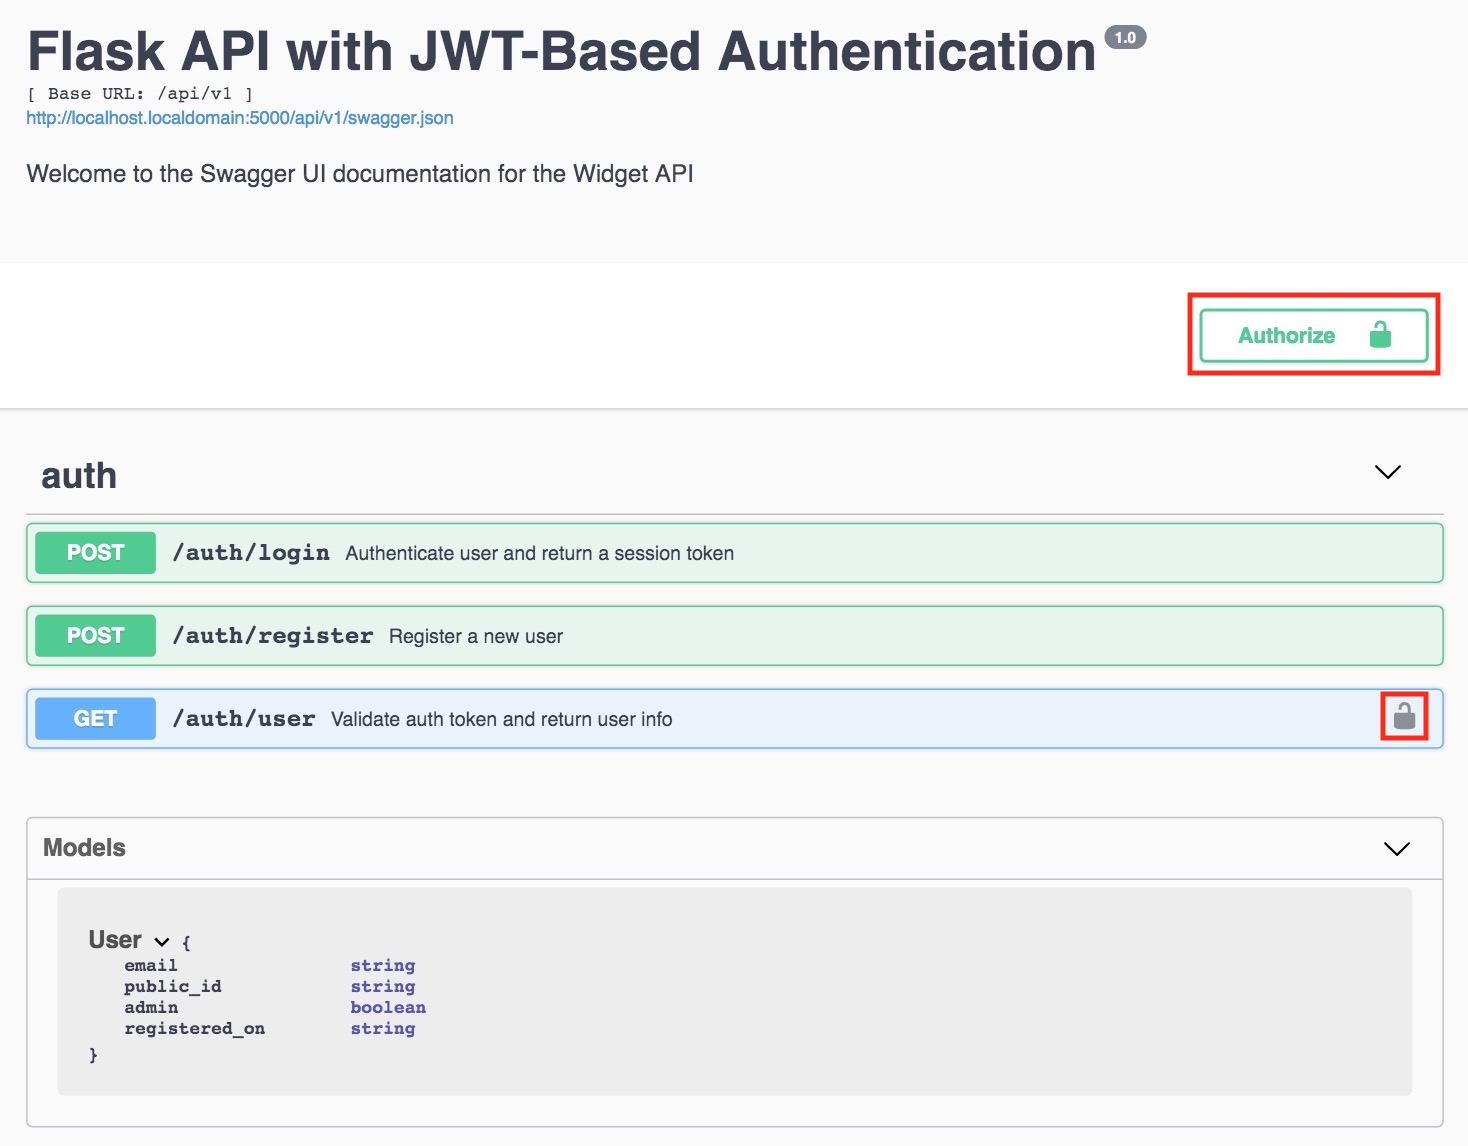 Flask API with JWT-Based Authentication 1.0
[ Base URL: /api/v1 ]
http://localhost.localdomain:5000/api/v1/swagger.json
Welcome to the Swagger UI documentation for the Widget API
Authorize
auth
POST /auth/login Authenticate user and return a session token
POST /auth/register Register a new user
GET /auth/user Validate auth token and return user info
Models
User {
email string
public_id string
admin boolean
registered_on string
}